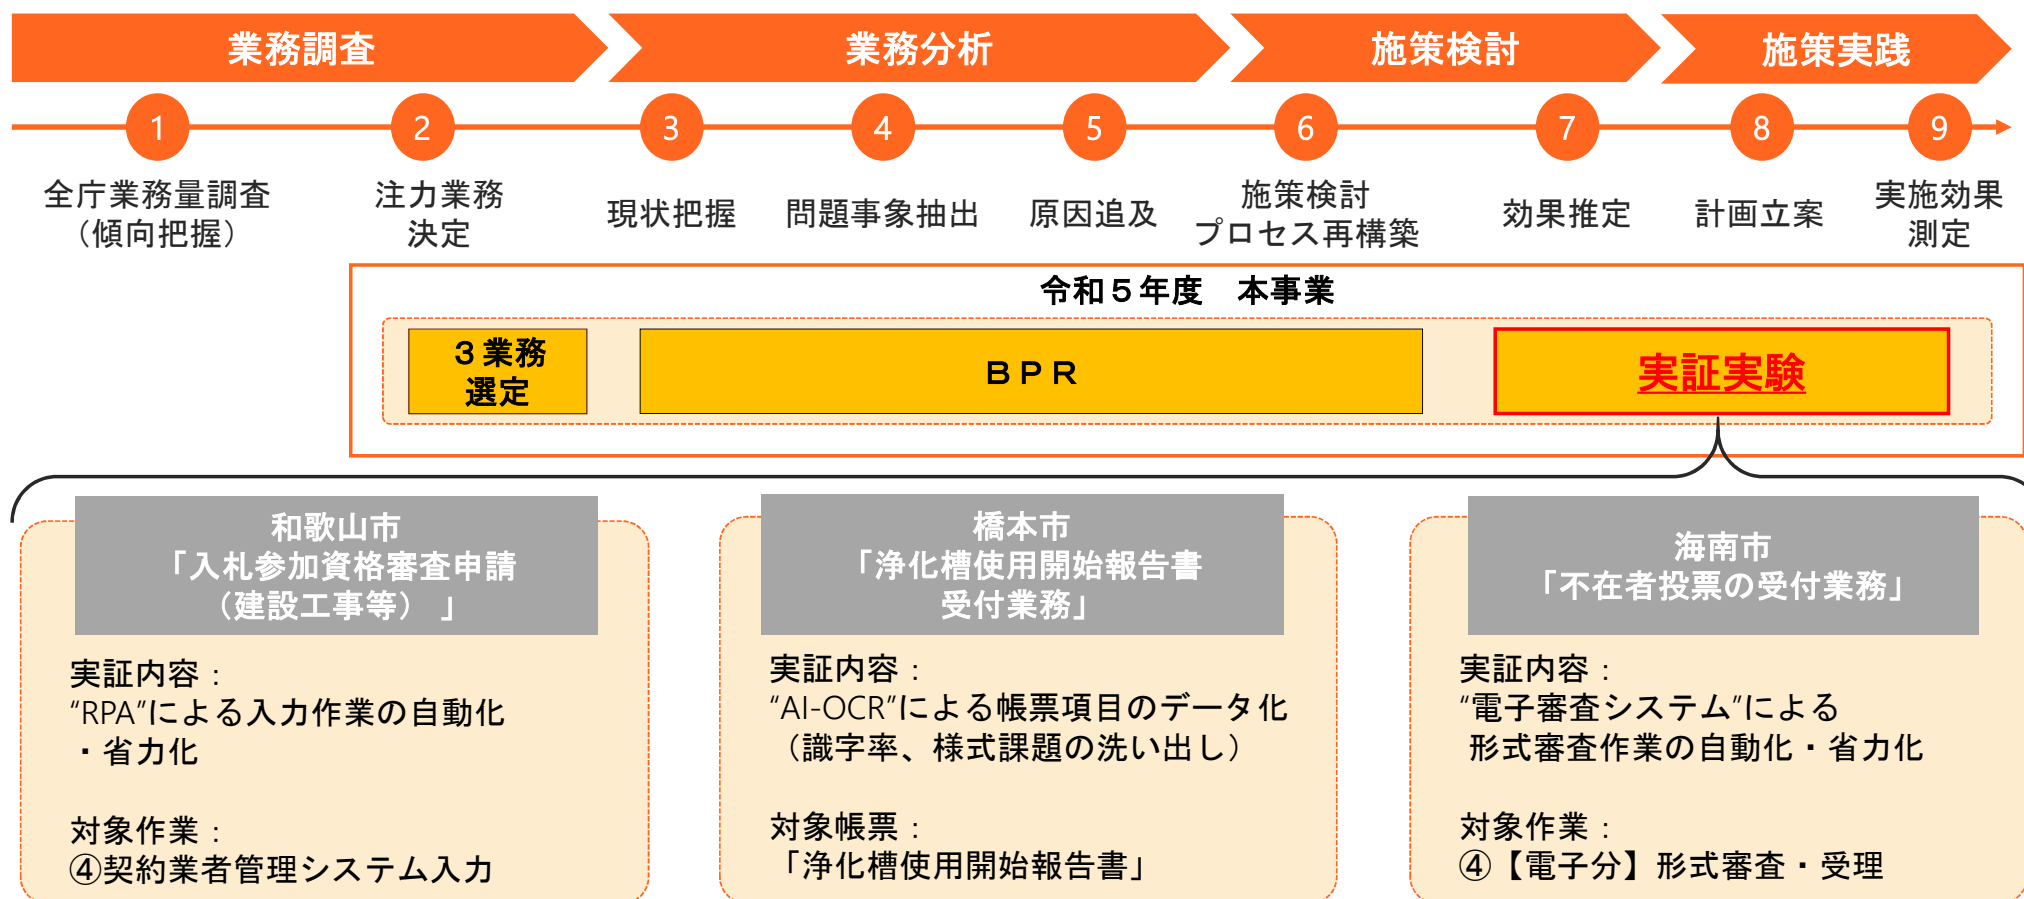 業務調査
業務分析
施策検討
施策実践
1
2
3
4
5
6
7
8
9
全庁業務量調査
（傾向把握）
注力業務
決定
現状把握
問題事象抽出
原因追及
施策検討
プロセス再構築
効果推定
計画立案
実施効果
測定
令和５年度　本事業
３業務
選定
ＢＰＲ
実証実験
和歌山市
「入札参加資格審査申請
（建設工事等） 」
実証内容：
“RPA”による入力作業の自動化
・省力化
対象作業：
④契約業者管理システム入力
橋本市
「浄化槽使用開始報告書
受付業務」
実証内容：
“AI-OCR”による帳票項目のデータ化
（識字率、様式課題の洗い出し）
対象帳票：
「浄化槽使用開始報告書」
海南市
「不在者投票の受付業務」
実証内容：
“電子審査システム”による
形式審査作業の自動化・省力化
対象作業：
④【電子分】形式審査・受理